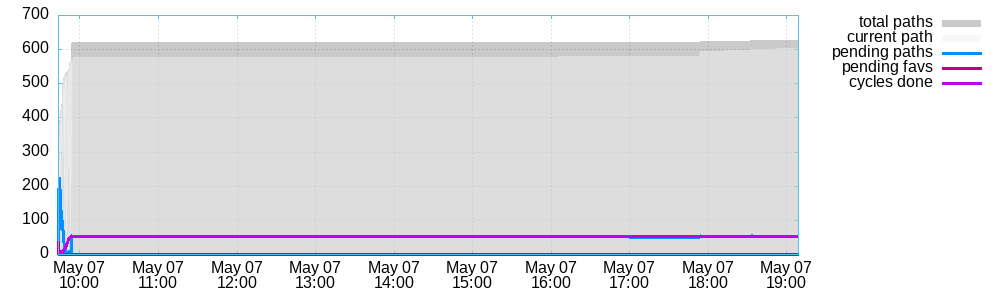 700
600
500
400
300
200
100
0
May 07 May 07 May 07 May 07 May 07 May 07 May 07 May 07 May 07 May 07
10:00 11:00 12:00 13:00 14:00 15:00 16:00 17:00 18:00 19:00
total paths
current path
pending paths
pending favs
cycles done